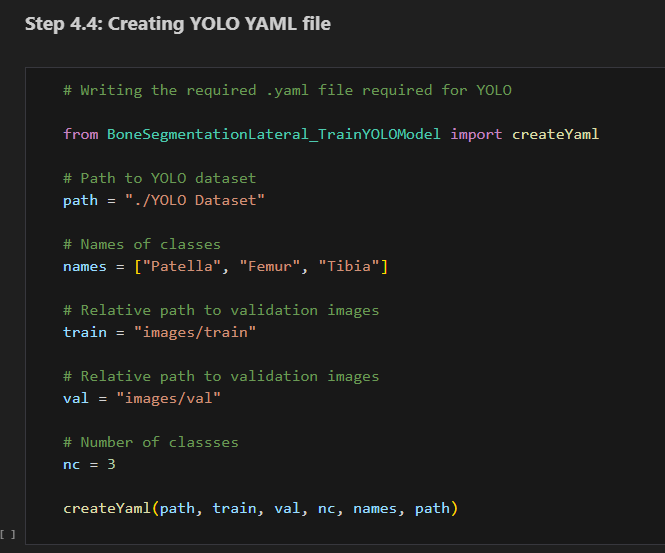 Step 4.4: Creating YOLO YAML file
# Writing the required .yaml file required for YOLO
from BoneSegmentationLateral_TrainYOLOModel import createYaml
# Path to YOLO dataset
path = "./YOLO Dataset"
# Names of classes
names = ["Patella", "Femur", "Tibia"]
# Relative path to validation images
train = "images/train"
# Relative path to validation images
val = "images/val"
# Number of classses
nc = 3
createYaml(path, train, val, nc, names, path)
[ ]